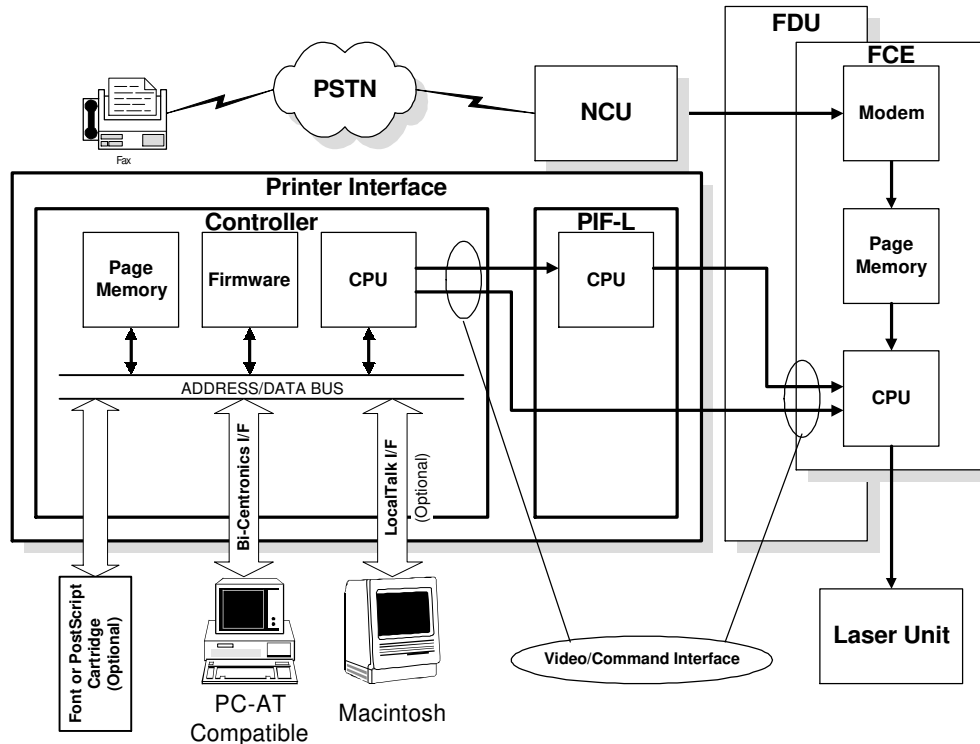 FDU
FCE
PSTN
NCU
Modem
Fax
Printer Interface
Controller
PIF-L
Page
Memory
Firmware
CPU
CPU
Page
Memory
ADDRESS/DATA BUS
CPU
Bi-Centronics I/F
LocalTalk I/F
(Optional)
Font or PostScript
Cartridge
(Optional)
Video/Command Interface
Laser Unit
PC-AT
Compatible
Macintosh